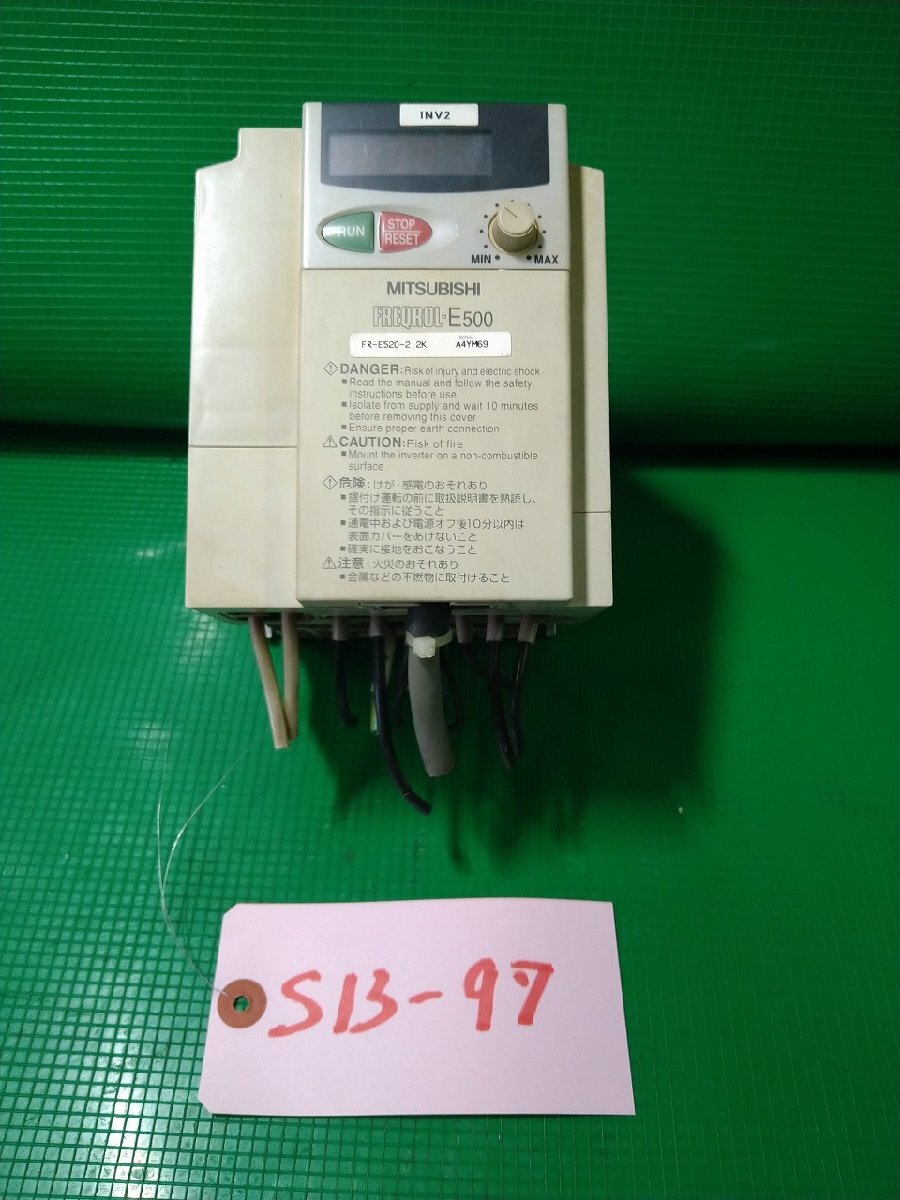 INV2
RUN
STOP
RESET
MIN MAX
MITSUBISHI
FREQROL-E500
FR-E520-2.2K A4YM69
DANGER: Risk of injury and electric shock
Read the manual and follow the safety
instructions before use
Isolate from supply and wait 10 minutes
before removing this cover
Ensure proper earth connection
CAUTION: Risk of fire
Mount the inverter on a non-combustible
surface
危険:けが・感電のおそれあり
据付け運転の前に取扱説明書を熟読し、
その指示に従うこと
通電中および電源オフ後10分以内は
表面カバーをあけないこと
確実に接地をおこなうこと
注意:火災のおそれあり
金属などの不燃物に取付けること
S13-97